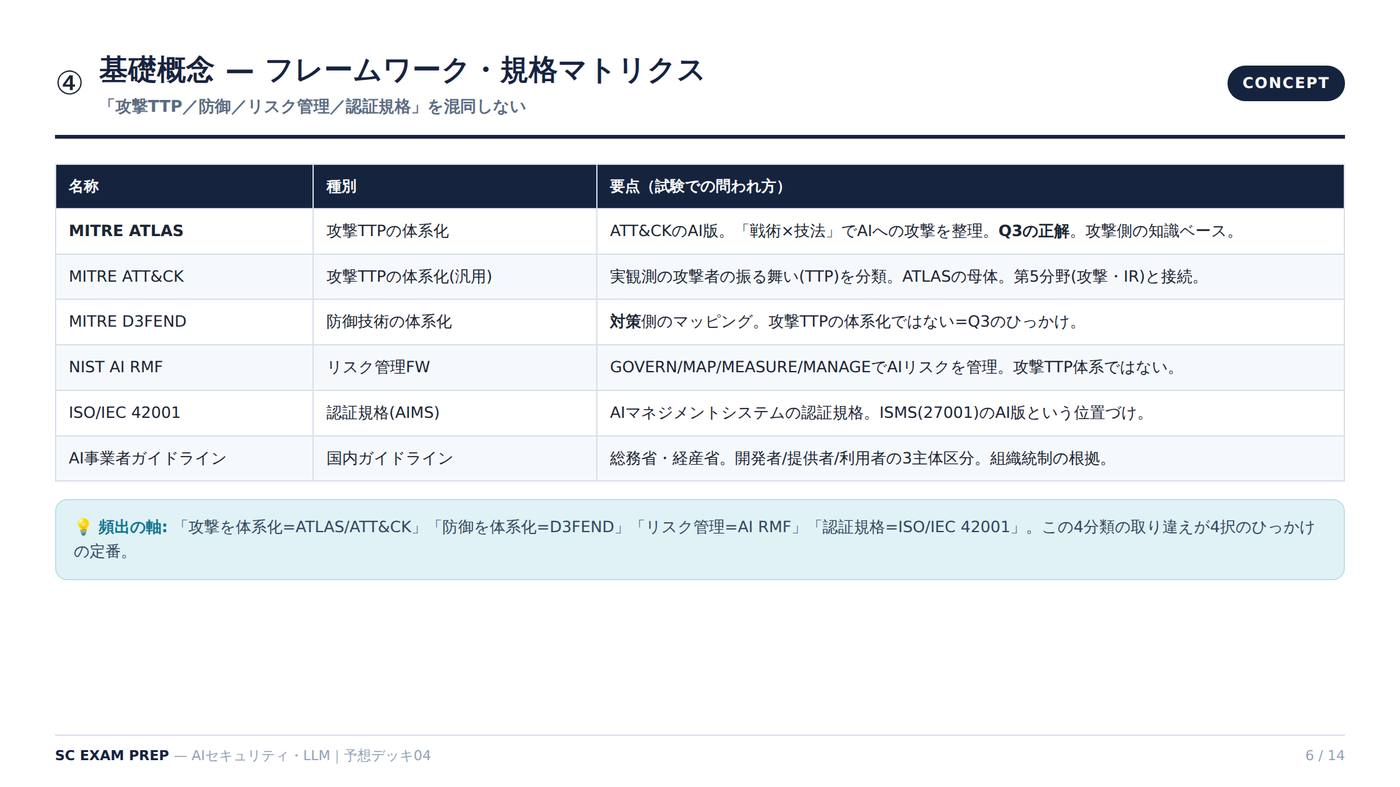 ④
基礎概念 — フレームワーク・規格マトリクス
「攻撃TTP／防御／リスク管理／認証規格」を混同しない
CONCEPT
名称 種別 要点（試験での問われ方）
MITRE ATLAS 攻撃TTPの体系化 ATT&CKのAI版。「戦術×技法」でAIへの攻撃を整理。Q3の正解。攻撃側の知識ベース。
MITRE ATT&CK 攻撃TTPの体系化(汎用) 実観測の攻撃者の振る舞い(TTP)を分類。ATLASの母体。第5分野(攻撃・IR)と接続。
MITRE D3FEND 防御技術の体系化 対策側のマッピング。攻撃TTPの体系化ではない=Q3のひっかけ。
NIST AI RMF リスク管理FW GOVERN/MAP/MEASURE/MANAGEでAIリスクを管理。攻撃TTP体系ではない。
ISO/IEC 42001 認証規格(AIMS) AIマネジメントシステムの認証規格。ISMS(27001)のAI版という位置づけ。
AI事業者ガイドライン 国内ガイドライン 総務省・経産省。開発者/提供者/利用者の3主体区分。組織統制の根拠。
💡 頻出の軸: 「攻撃を体系化=ATLAS/ATT&CK」「防御を体系化=D3FEND」「リスク管理=AI RMF」「認証規格=ISO/IEC 42001」。この4分類の取り違えが4択のひっかけ
の定番。
SC EXAM PREP — AIセキュリティ・LLM | 予想デッキ04
6 / 14